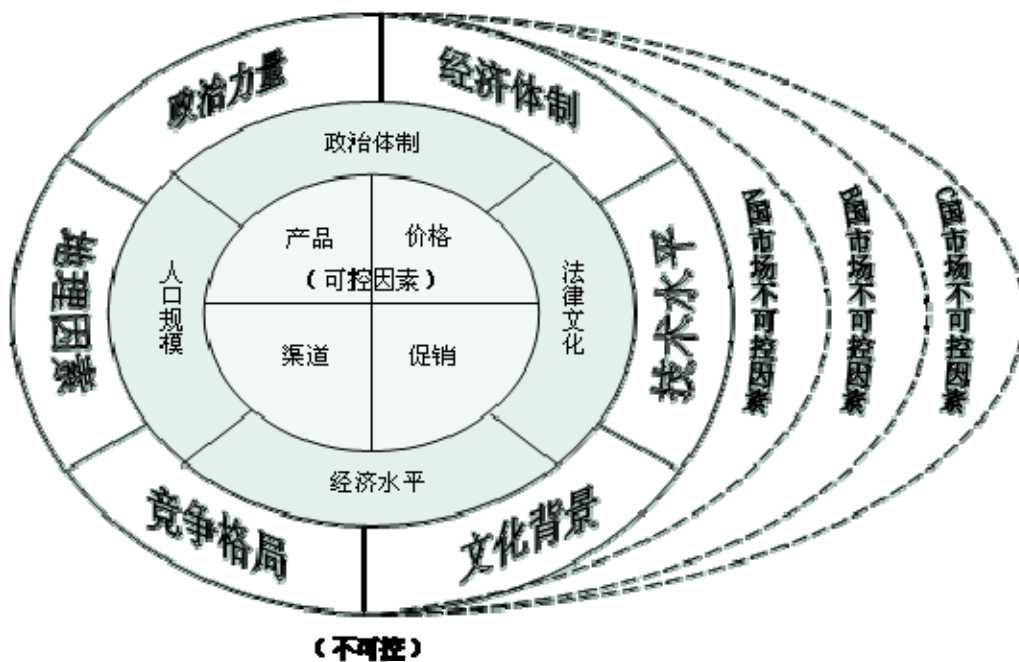 政治力量
经济体制
政治体制
产品
价格
(可控因素)
渠道
促销
人口规模
法律文化
经济水平
地理因素
技术水平
竞争格局
文化背景
A国市场不可控因素
B国市场不可控因素
C国市场不可控因素
(不可控)